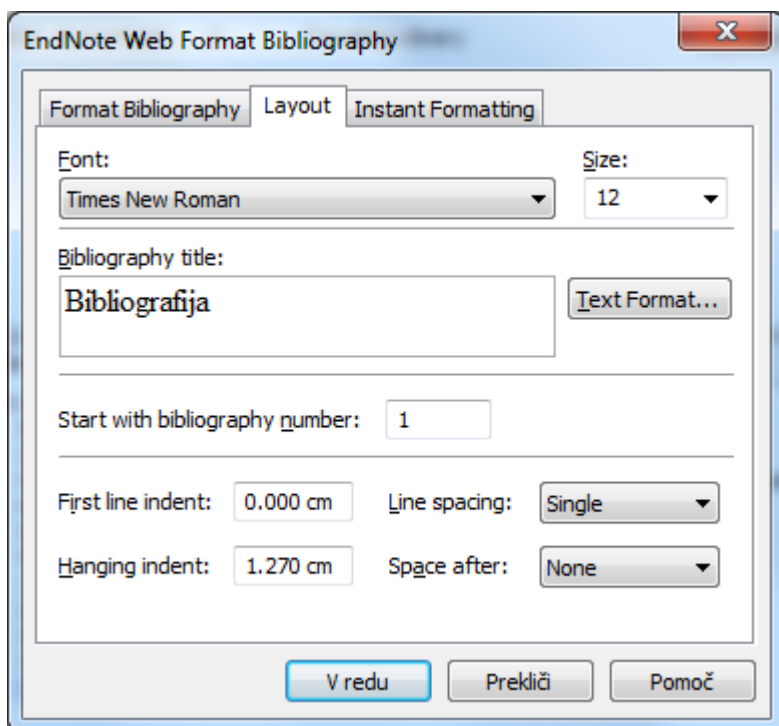 EndNote Web Format Bibliography
Format Bibliography Layout Instant Formatting
Font: Size:
Times New Roman 12
Bibliography title:
Bibliografija Text Format...
Start with bibliography number: 1
First line indent: 0.000 cm Line spacing: Single
Hanging indent: 1.270 cm Space after: None
V redu Prekliči Pomoč